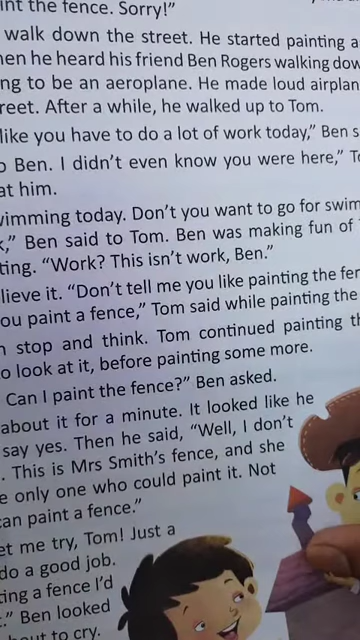 int the fence. Sorry!”
walk down the street. He started painting a
hen he heard his friend Ben Rogers walking dow
ng to be an aeroplane. He made loud airplan
reet. After a while, he walked up to Tom.
like you have to do a lot of work today,” Ben s
o Ben. I didn’t even know you were here,” To
at him.
wimming today. Don’t you want to go for swim
k,” Ben said to Tom. Ben was making fun of T
ting. “Work? This isn’t work, Ben.”
lieve it. “Don’t tell me you like painting the fen
ou paint a fence,” Tom said while painting the
n stop and think. Tom continued painting th
o look at it, before painting some more.
Can I paint the fence?” Ben asked.
about it for a minute. It looked like he
say yes. Then he said, “Well, I don’t
. This is Mrs Smith’s fence, and she
e only one who could paint it. Not
can paint a fence.”
et me try, Tom! Just a
do a good job.
ting a fence I’d
.” Ben looked
bout to cry.